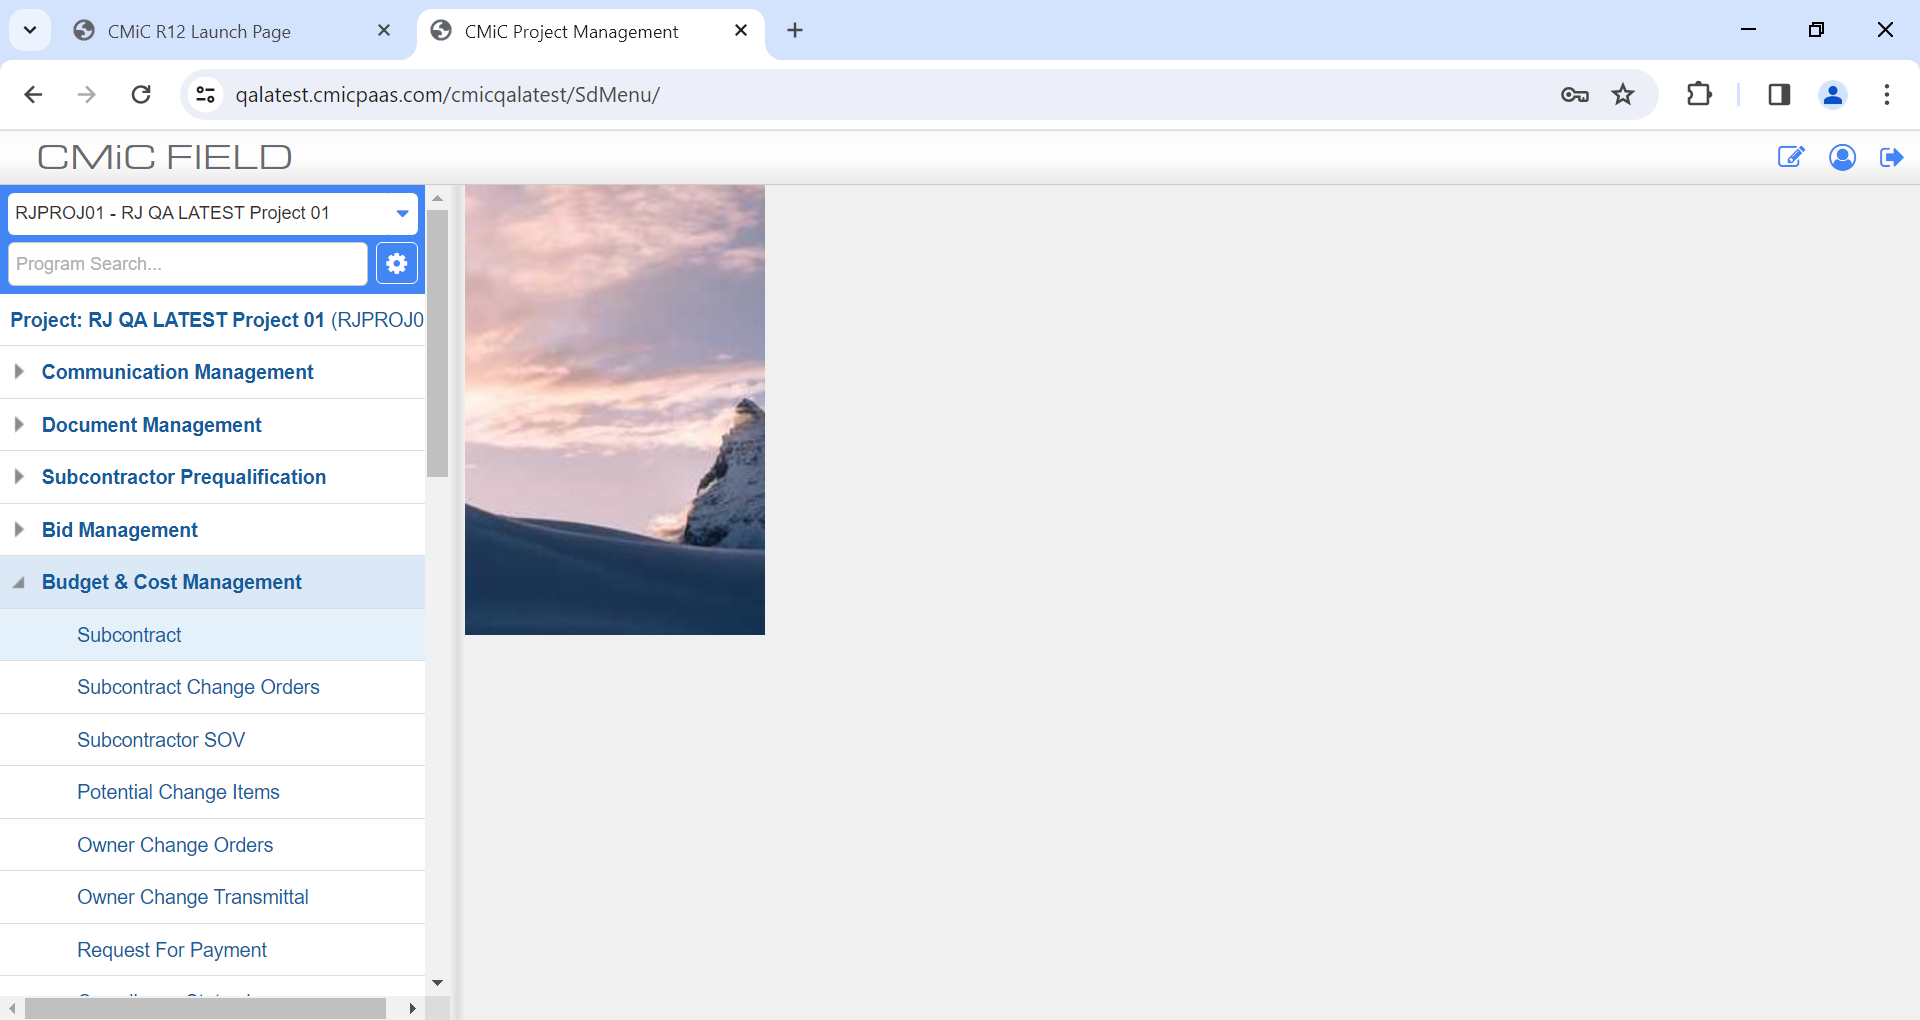 CMiC R12 Launch Page
CMiC Project Management
qalatest.cmicpaas.com/cmicqalatest/SdMenu/
CMiC FIELD
RJPROJ01 - RJ QA LATEST Project 01
Program Search...
Project: RJ QA LATEST Project 01 (RJPROJ0
Communication Management
Document Management
Subcontractor Prequalification
Bid Management
Budget & Cost Management
Subcontract
Subcontract Change Orders
Subcontractor SOV
Potential Change Items
Owner Change Orders
Owner Change Transmittal
Request For Payment